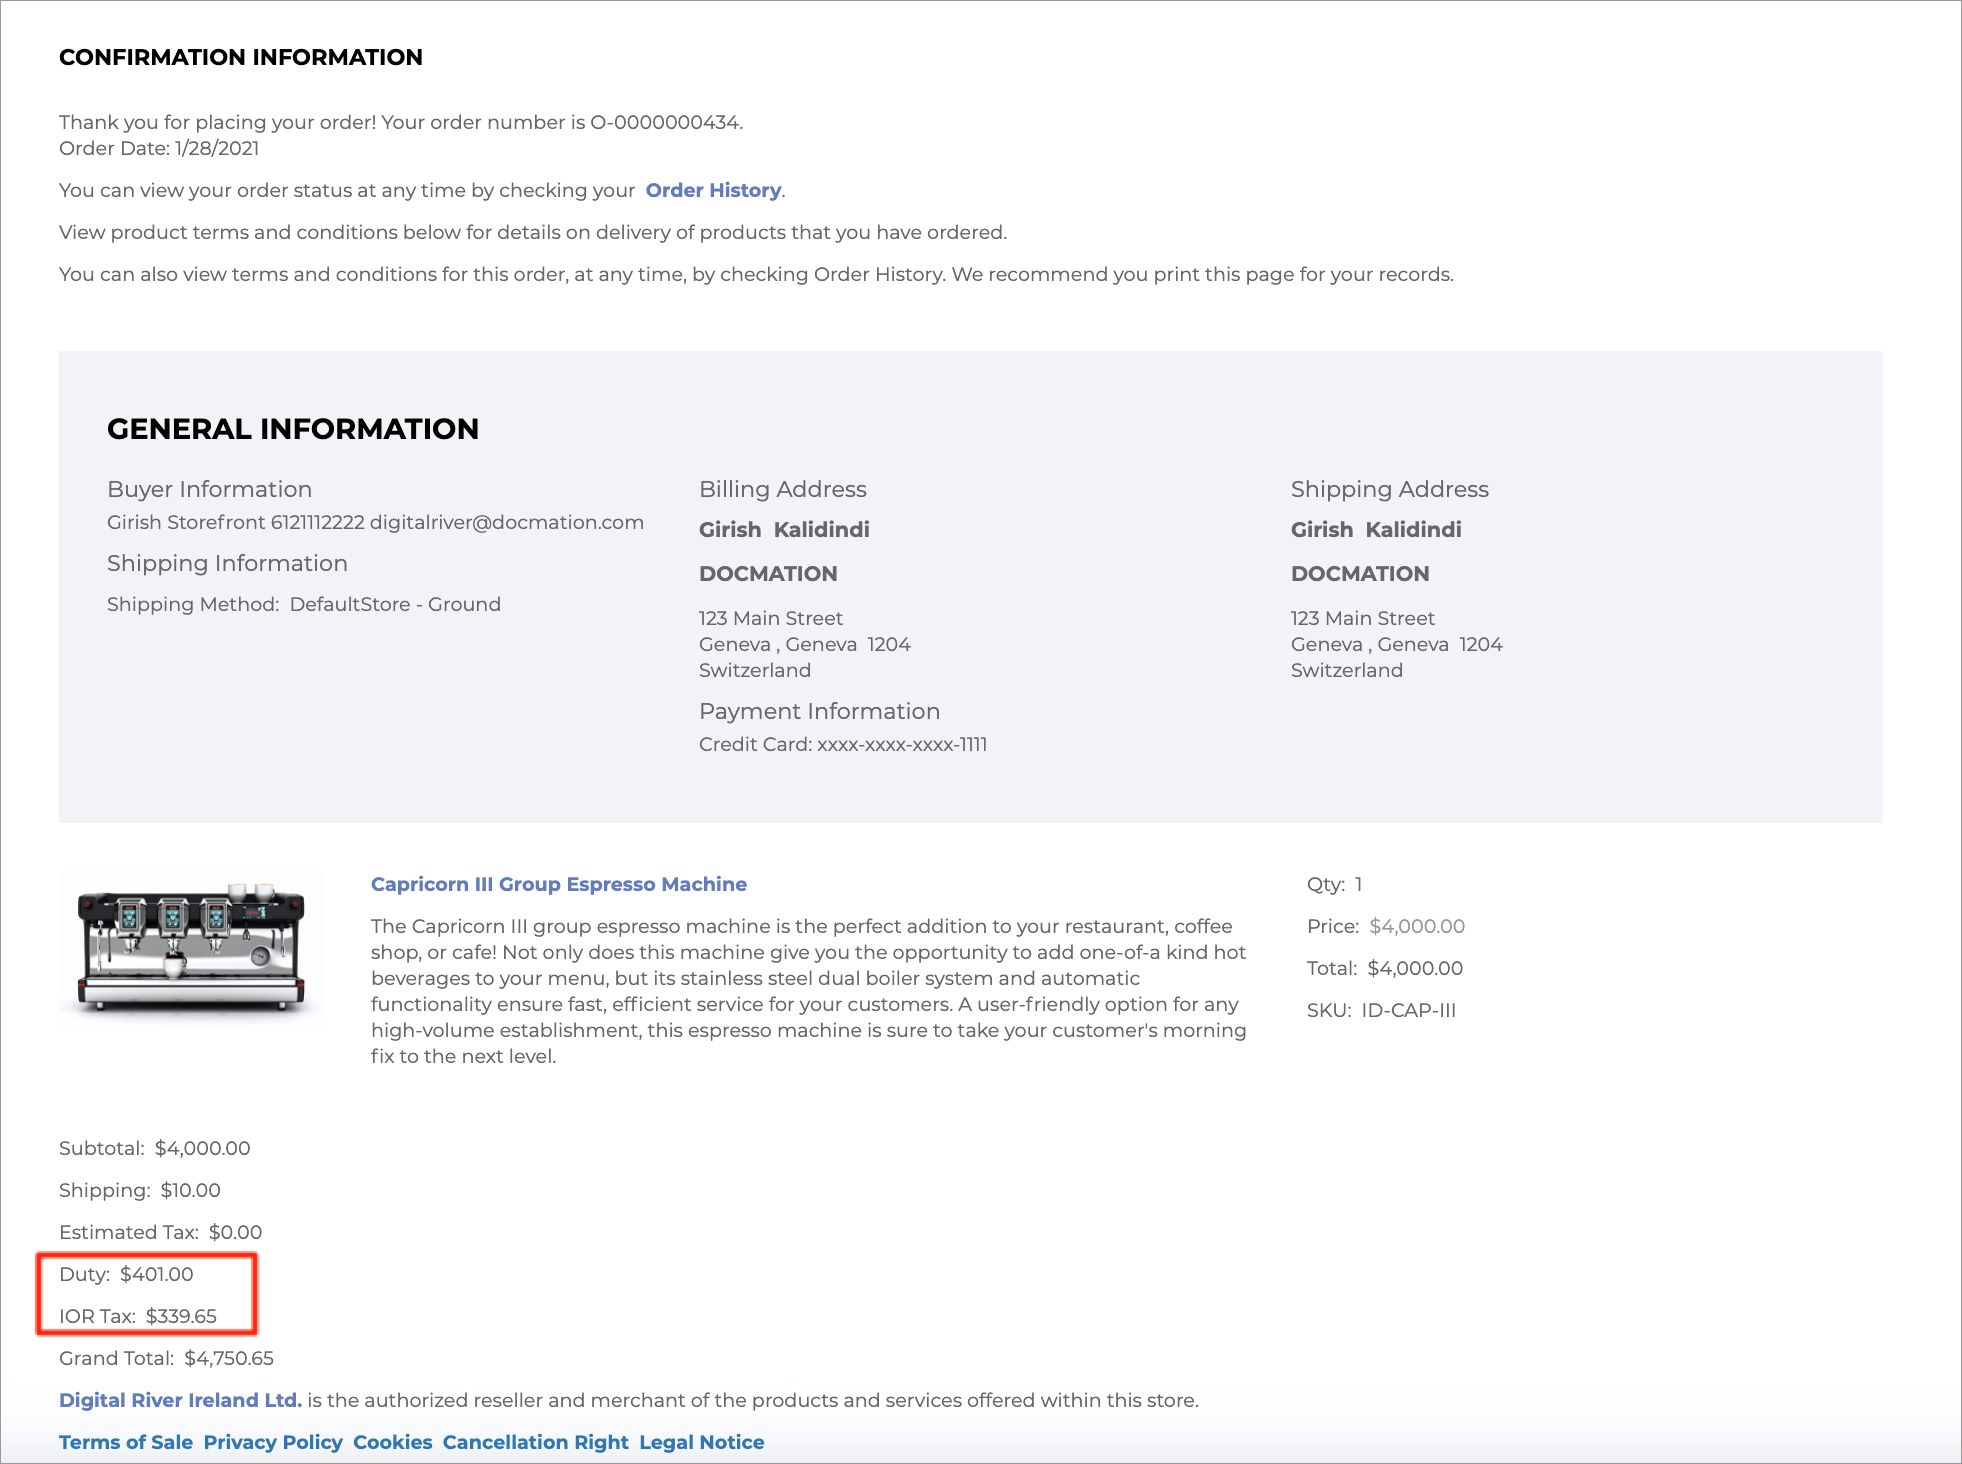 CONFIRMATION INFORMATION
Thank you for placing your order! Your order number is O-0000000434.
Order Date: 1/28/2021
You can view your order status at any time by checking your Order History.
View product terms and conditions below for details on delivery of products that you have ordered.
You can also view terms and conditions for this order, at any time, by checking Order History. We recommend you print this page for your records.
GENERAL INFORMATION
Buyer Information
Girish Storefront 6121112222 digitalriver@docmation.com
Shipping Information
Shipping Method: DefaultStore - Ground
Billing Address
Girish Kalidindi
DOCMATION
123 Main Street
Geneva , Geneva 1204
Switzerland
Payment Information
Credit Card: xxxx-xxxx-xxxx-1111
Shipping Address
Girish Kalidindi
DOCMATION
123 Main Street
Geneva , Geneva 1204
Switzerland
Capricorn III Group Espresso Machine
The Capricorn III group espresso machine is the perfect addition to your restaurant, coffee
shop, or cafe! Not only does this machine give you the opportunity to add one-of-a kind hot
beverages to your menu, but its stainless steel dual boiler system and automatic
functionality ensure fast, efficient service for your customers. A user-friendly option for any
high-volume establishment, this espresso machine is sure to take your customer's morning
fix to the next level.
Qty: 1
Price: $4,000.00
Total: $4,000.00
SKU: ID-CAP-III
Subtotal: $4,000.00
Shipping: $10.00
Estimated Tax: $0.00
Duty: $401.00
IOR Tax: $339.65
Grand Total: $4,750.65
Digital River Ireland Ltd. is the authorized reseller and merchant of the products and services offered within this store.
Terms of Sale Privacy Policy Cookies Cancellation Right Legal Notice